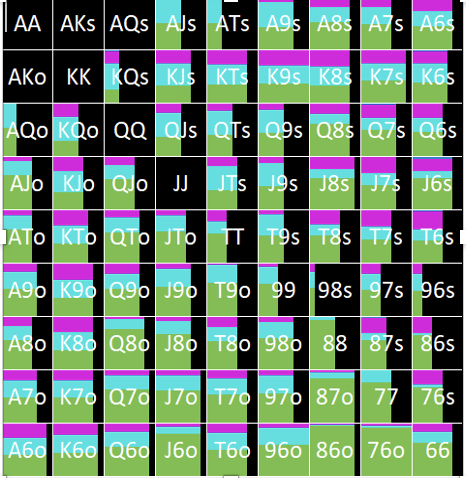 AA AKs AQs AJs ATs A9s A8s A7s A6s
AKo KK KQs KJs KTs K9s K8s K7s K6s
AQo KQo QQ QJs QTs Q9s Q8s Q7s Q6s
AJo KJo QJo JJ JTs J9s J8s J7s J6s
ATo KTo QTo JTo TT T9s T8s T7s T6s
A9o K9o Q9o J9o T9o 99 98s 97s 96s
A8o K8o Q8o J8o T8o 98o 88 87s 86s
A7o K7o Q7o J7o T7o 97o 87o 77 76s
A6o K6o Q6o J6o T6o 96o 86o 76o 66